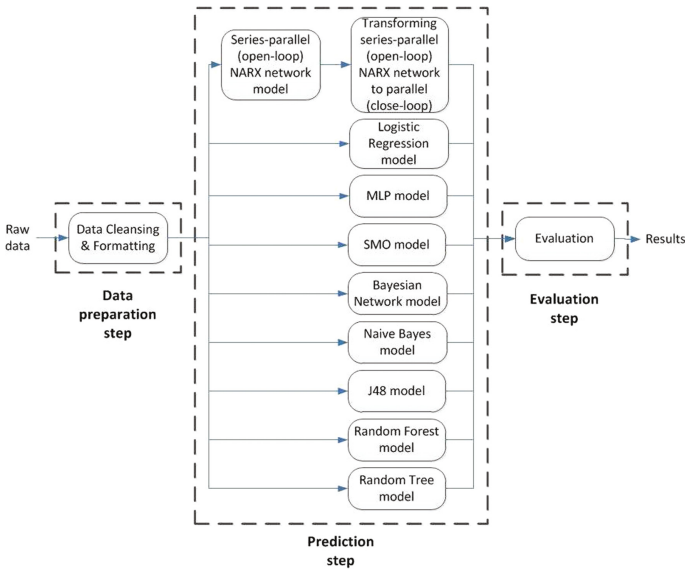 Raw
data
Data Cleansing
& Formatting
Data
preparation
step
Series-parallel
(open-loop)
NARX network
model
Transforming
series-parallel
(open-loop)
NARX network
to parallel
(close-loop)
Logistic
Regression
model
MLP model
SMO model
Bayesian
Network model
Naive Bayes
model
J48 model
Random Forest
model
Random Tree
model
Prediction
step
Evaluation
Evaluation
step
Results